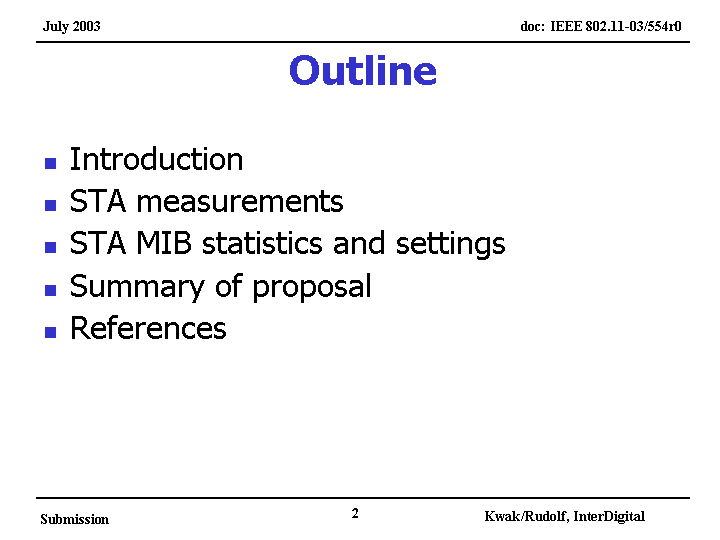 July 2003 doc: IEEE 802.11-03/554r0
Outline
Introduction
STA measurements
STA MIB statistics and settings
Summary of proposal
References
Submission 2 Kwak/Rudolf, InterDigital